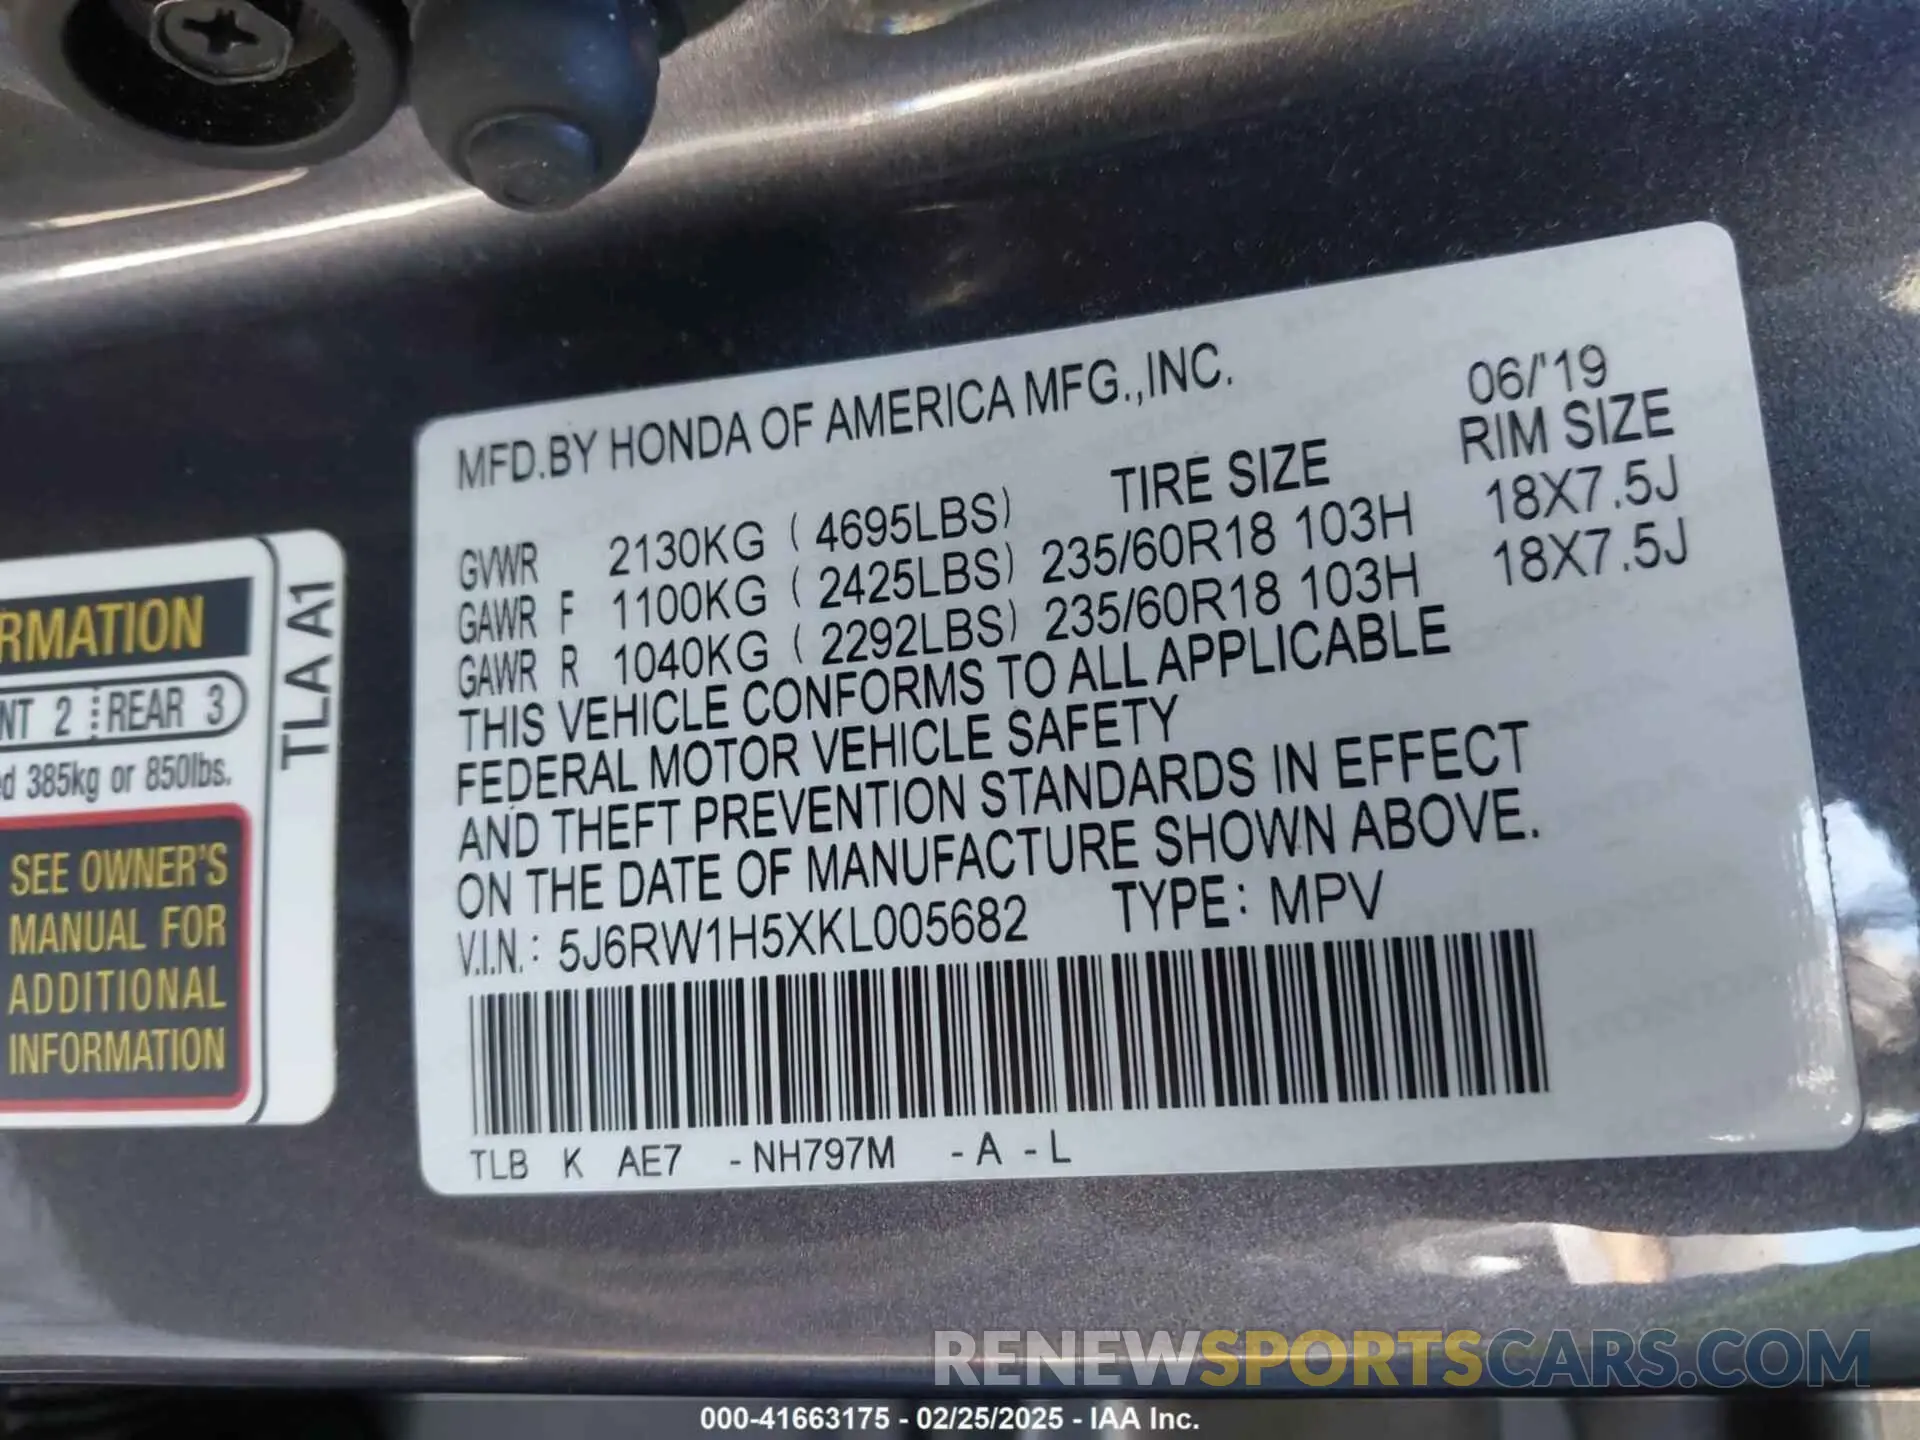 MFD.BY HONDA OF AMERICA MFG.,INC. 06/'19
TIRE SIZE RIM SIZE
GVWR 2130KG ( 4695LBS)
GAWR F 1100KG ( 2425LBS) 235/60R18 103H 18X7.5J
GAWR R 1040KG ( 2292LBS) 235/60R18 103H 18X7.5J
THIS VEHICLE CONFORMS TO ALL APPLICABLE
FEDERAL MOTOR VEHICLE SAFETY
AND THEFT PREVENTION STANDARDS IN EFFECT
ON THE DATE OF MANUFACTURE SHOWN ABOVE.
V.I.N.: 5J6RW1H5XKL005682 TYPE: MPV
TLB K AE7 -NH797M -A -L
RMATION
NT 2 REAR 3
ed 385kg or 850lbs.
SEE OWNER'S
MANUAL FOR
ADDITIONAL
INFORMATION
TLA A1
RENEWSPORTSCARS.COM
000-41663175 - 02/25/2025 - IAA Inc.